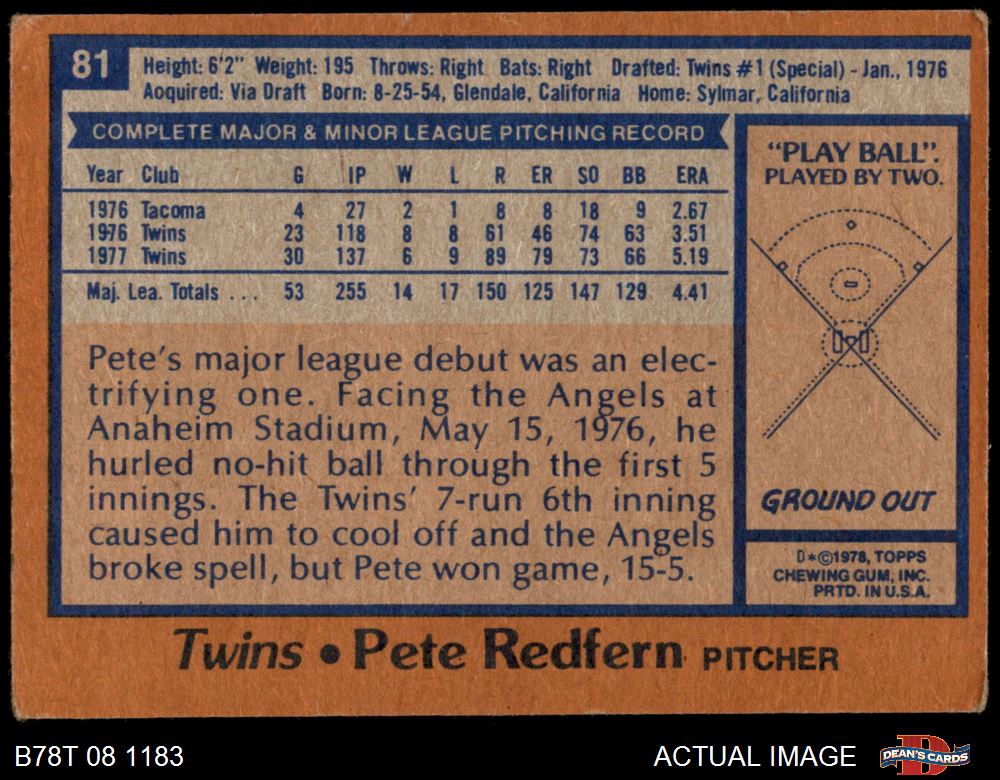 81
Height: 6'2" Weight: 195 Throws: Right Bats: Right Drafted: Twins #1 (Special) - Jan., 1976
Acquired: Via Draft Born: 8-25-54, Glendale, California Home: Sylmar, California
COMPLETE MAJOR & MINOR LEAGUE PITCHING RECORD
Year Club G IP W L R ER SO BB ERA
1976 Tacoma 4 27 2 1 8 8 18 9 2.67
1976 Twins 23 118 8 8 61 46 74 63 3.51
1977 Twins 30 137 6 9 89 79 73 66 5.19
Maj. Lea. Totals ... 53 255 14 17 150 125 147 129 4.41
Pete's major league debut was an elec-
trifying one. Facing the Angels at
Anaheim Stadium, May 15, 1976, he
hurled no-hit ball through the first 5
innings. The Twins' 7-run 6th inning
caused him to cool off and the Angels
broke spell, but Pete won game, 15-5.
"PLAY BALL".
PLAYED BY TWO.
GROUND OUT
D*©1978, TOPPS
CHEWING GUM, INC.
PRTD. IN U.S.A.
Twins • Pete Redfern PITCHER
B78T 08 1183
ACTUAL IMAGE
DEAN'S CARDS